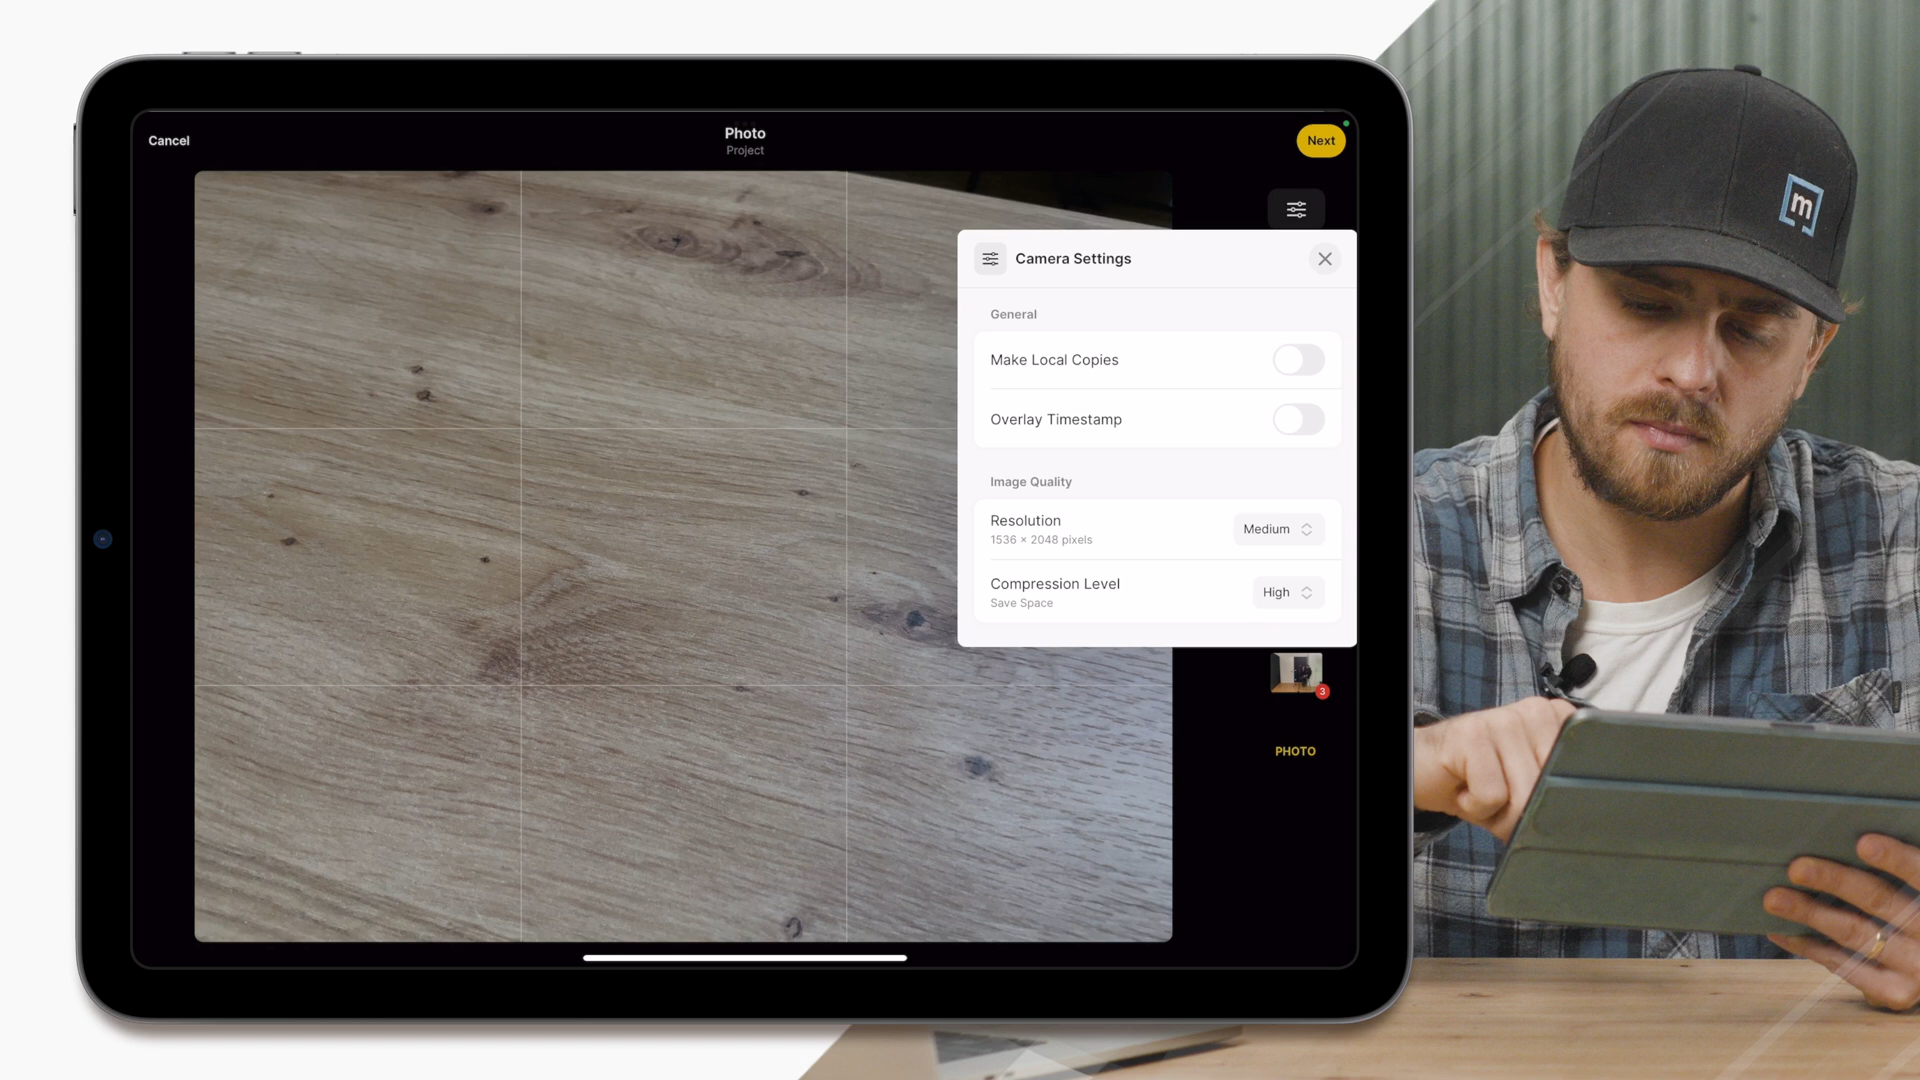 Cancel
Photo
Project
Next
Camera Settings
General
Make Local Copies
Overlay Timestamp
Image Quality
Resolution
1536 × 2048 pixels
Medium
Compression Level
Save Space
High
3
PHOTO
m